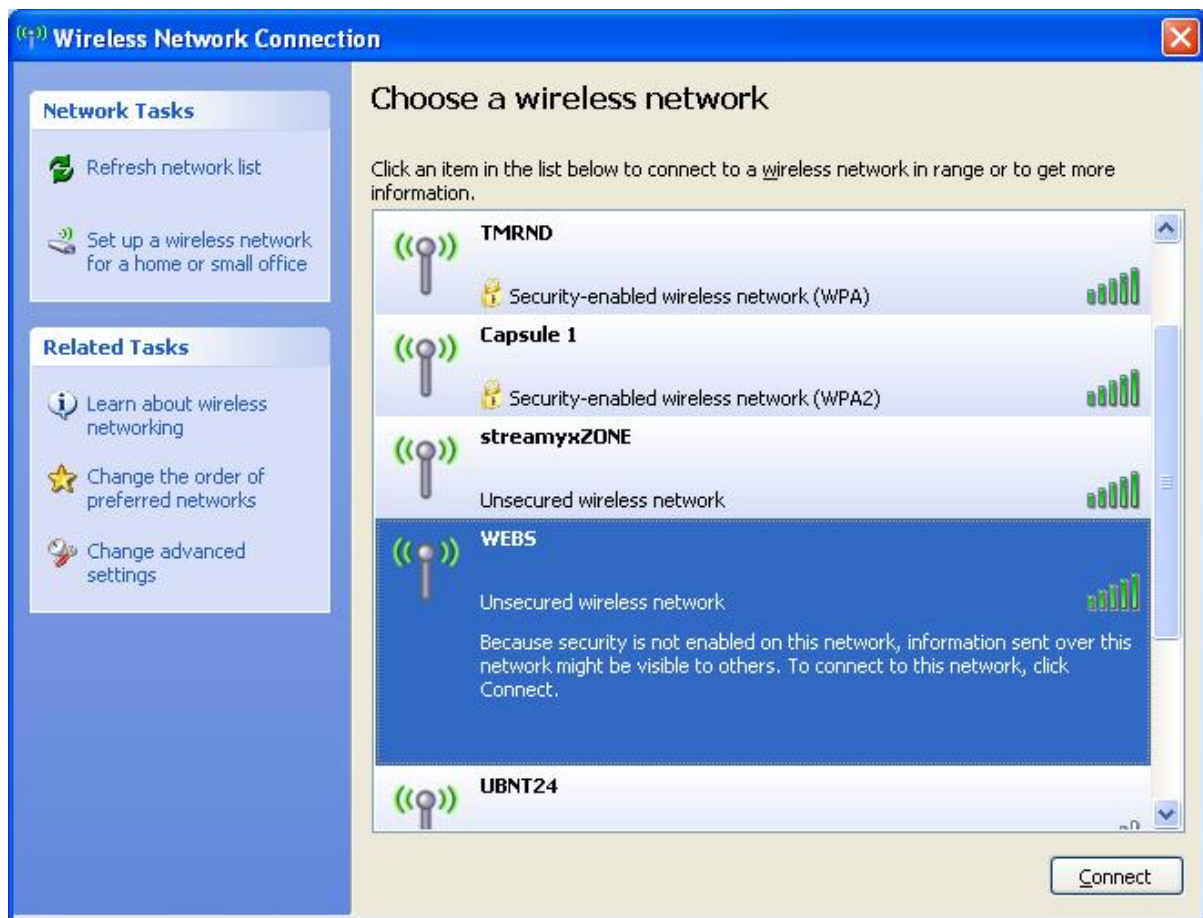 Wireless Network Connection
Network Tasks
Refresh network list
Set up a wireless network
for a home or small office
Related Tasks
Learn about wireless
networking
Change the order of
preferred networks
Change advanced
settings
Choose a wireless network
Click an item in the list below to connect to a wireless network in range or to get more
information.
TMRND
Security-enabled wireless network (WPA)
Capsule 1
Security-enabled wireless network (WPA2)
streamyxZONE
Unsecured wireless network
WEBS
Unsecured wireless network
Because security is not enabled on this network, information sent over this
network might be visible to others. To connect to this network, click
Connect.
UBNT24
Connect